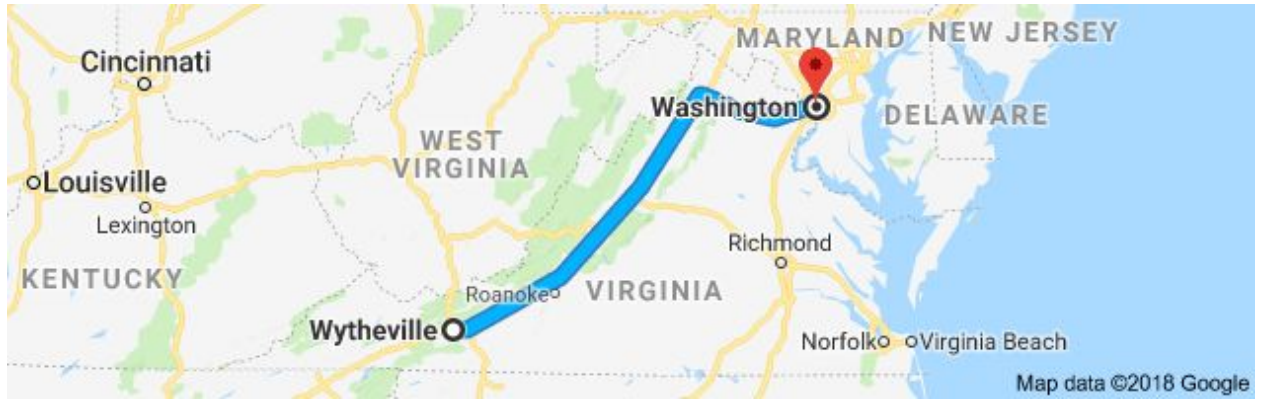 MARYLAND
NEW JERSEY
Cincinnati
Washington
DELAWARE
WEST
VIRGINIA
Louisville
Lexington
Richmond
KENTUCKY
Roanoke
VIRGINIA
Wytheville
Norfolk
Virginia Beach
Map data ©2018 Google